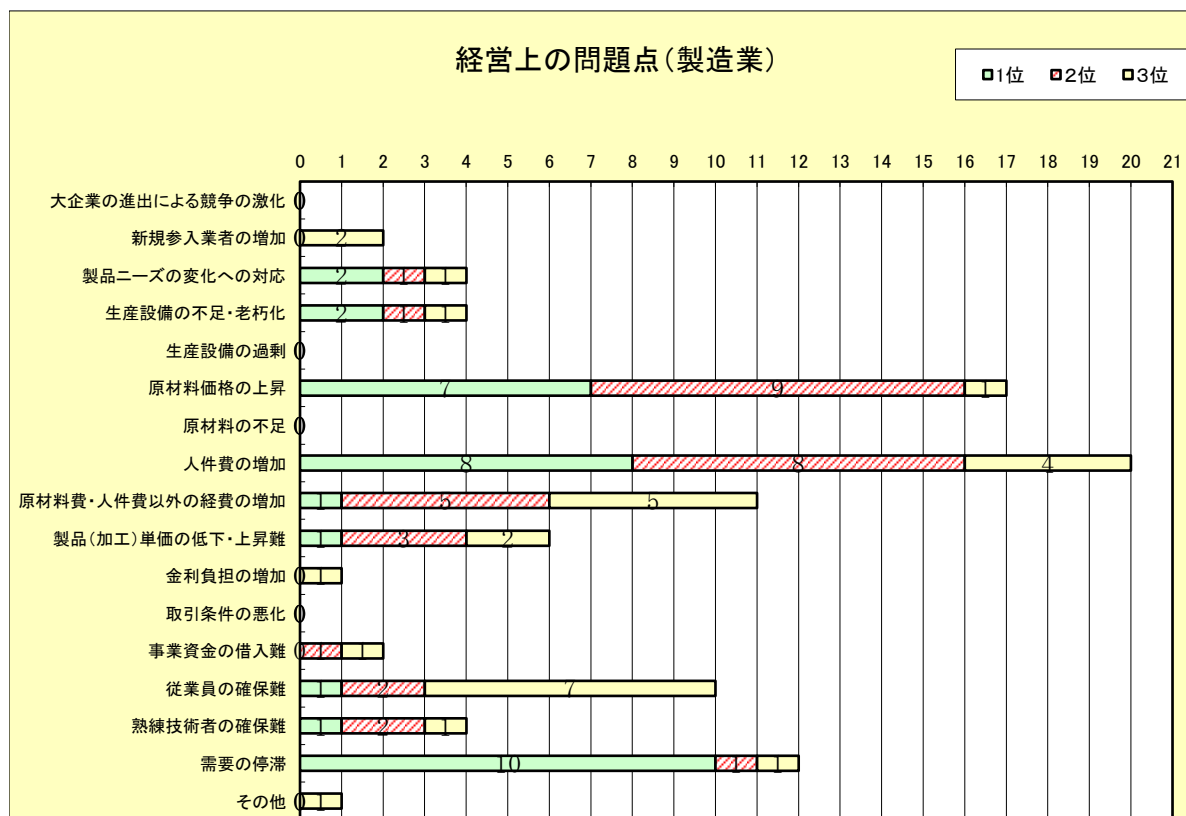 経営上の問題点(製造業)
1位 2位 3位
0 1 2 3 4 5 6 7 8 9 10 11 12 13 14 15 16 17 18 19 20 21
大企業の進出による競争の激化 0
新規参入業者の増加 0 2
製品ニーズの変化への対応 2 1 1
生産設備の不足・老朽化 2 1 1
生産設備の過剰 0
原材料価格の上昇 7 9 1
原材料の不足 0
人件費の増加 8 8 4
原材料費・人件費以外の経費の増加 1 5 5
製品(加工)単価の低下・上昇難 1 3 2
金利負担の増加 0 1
取引条件の悪化 0
事業資金の借入難 0 1 1
従業員の確保難 1 2 7
熟練技術者の確保難 1 2 1
需要の停滞 10 1 1
その他 0 1